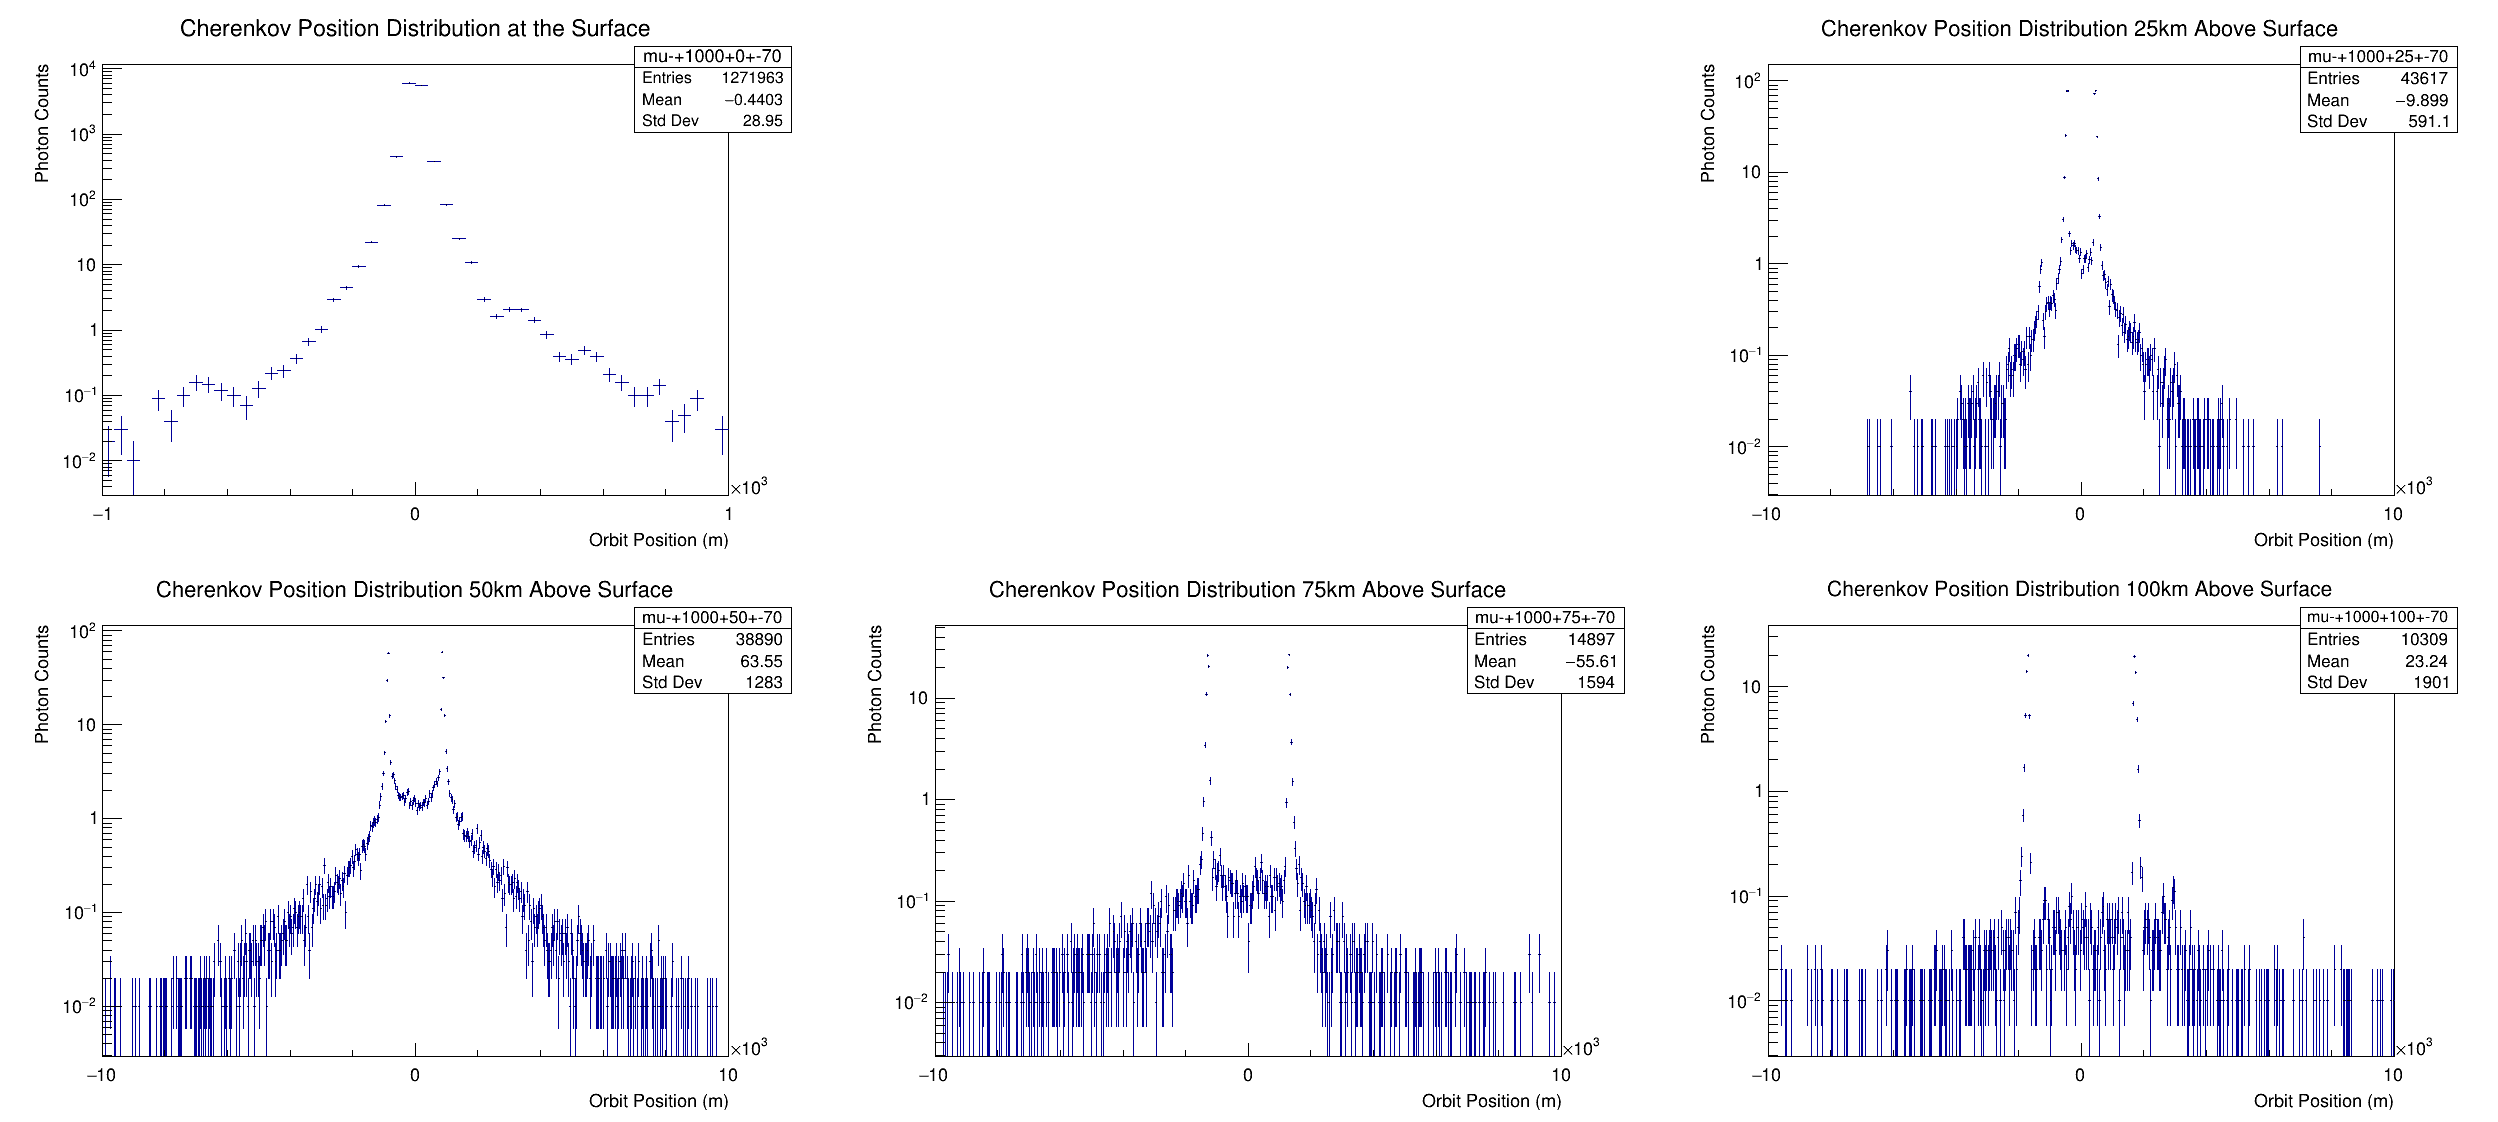 Cherenkov Position Distribution at the Surface
mu-+1000+0+-70
Entries 1271963
Mean −0.4403
Std Dev 28.95
Photon Counts
10^4
10^3
10^2
10
1
10^−1
10^−2
−1 0 1
×10^3
Orbit Position (m)
Cherenkov Position Distribution 25km Above Surface
mu-+1000+25+-70
Entries 43617
Mean −9.899
Std Dev 591.1
Photon Counts
10^2
10
1
10^−1
10^−2
−10 0 10
×10^3
Orbit Position (m)
Cherenkov Position Distribution 50km Above Surface
mu-+1000+50+-70
Entries 38890
Mean 63.55
Std Dev 1283
Photon Counts
10^2
10
1
10^−1
10^−2
−10 0 10
×10^3
Orbit Position (m)
Cherenkov Position Distribution 75km Above Surface
mu-+1000+75+-70
Entries 14897
Mean −55.61
Std Dev 1594
Photon Counts
10
1
10^−1
10^−2
−10 0 10
×10^3
Orbit Position (m)
Cherenkov Position Distribution 100km Above Surface
mu-+1000+100+-70
Entries 10309
Mean 23.24
Std Dev 1901
Photon Counts
10
1
10^−1
10^−2
−10 0 10
×10^3
Orbit Position (m)